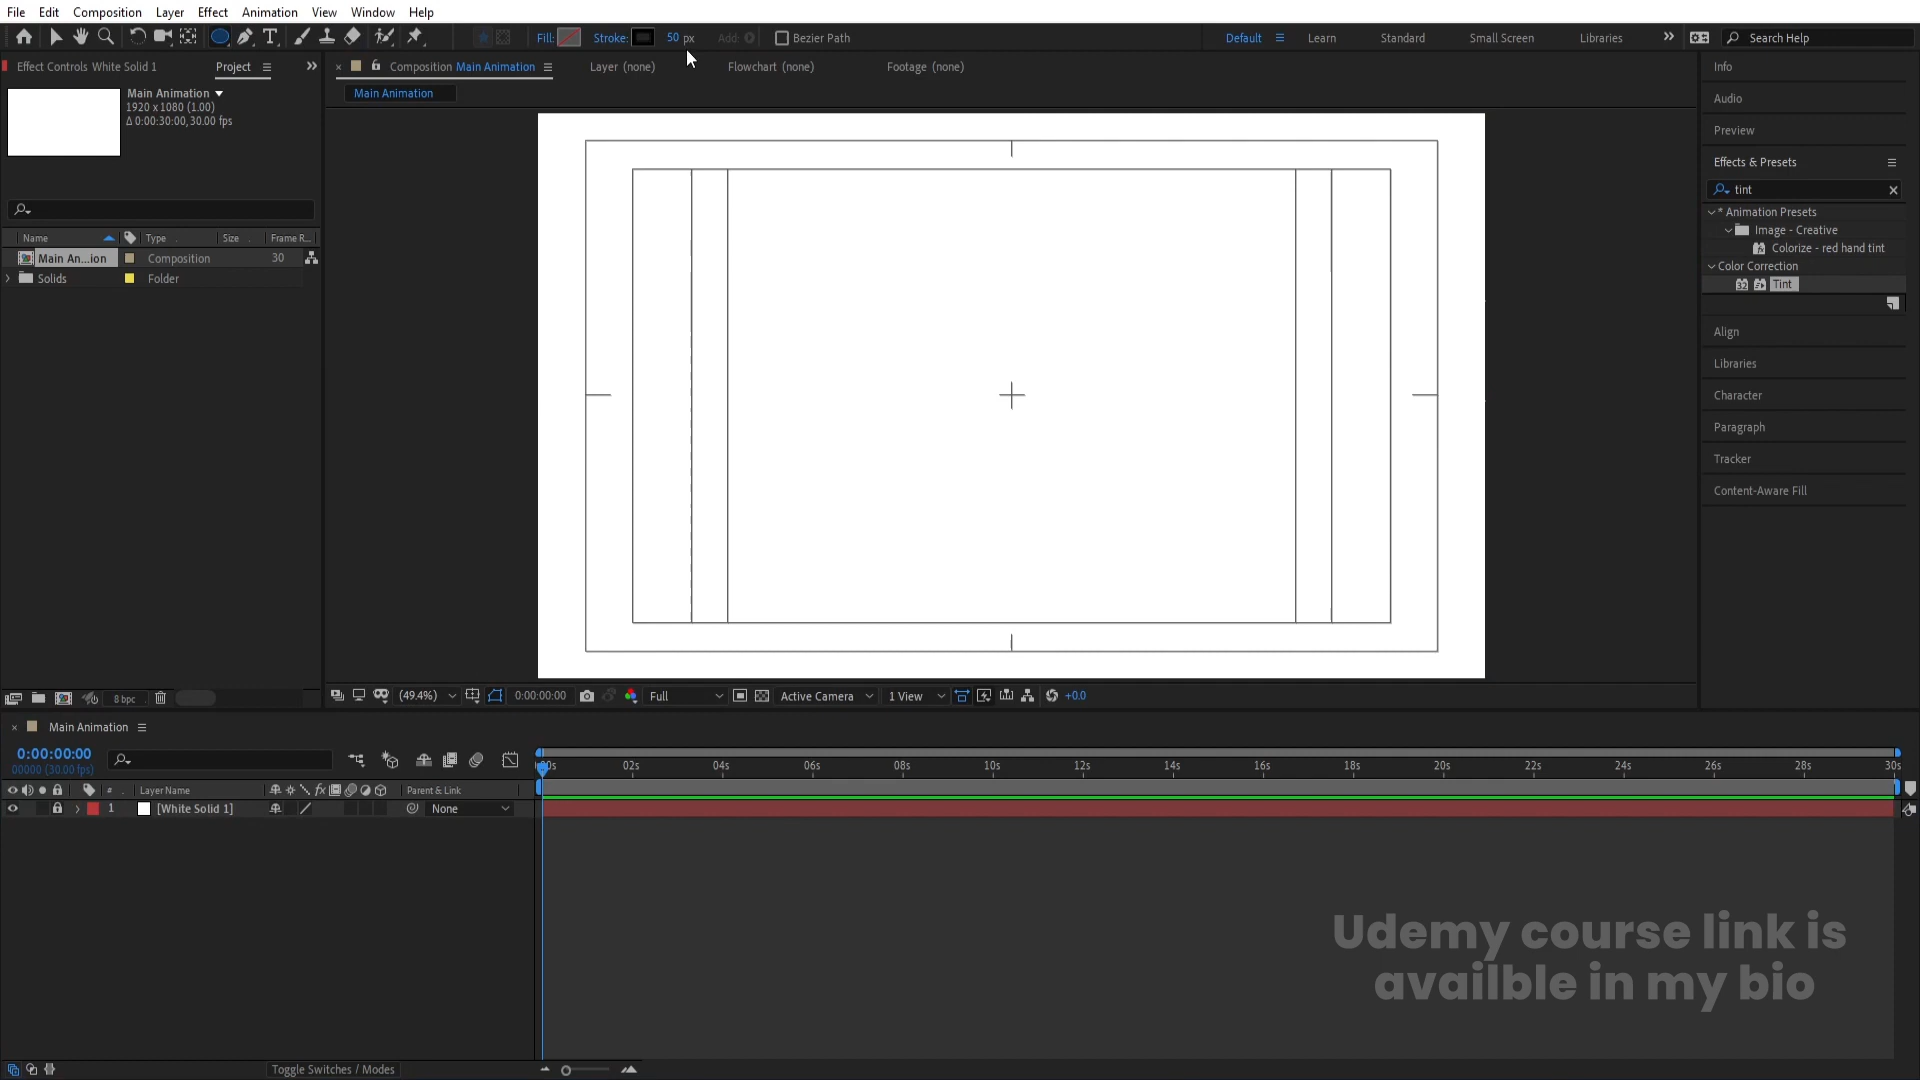 File Edit Composition Layer Effect Animation View Window Help
Fill: Stroke: 50 px Add: Bezier Path Default Learn Standard Small Screen Libraries Search Help
Effect Controls White Solid 1 Project
Composition Main Animation Layer (none) Flowchart (none) Footage (none)
Main Animation
Main Animation
1920 x 1080 (1.00)
Δ 0:00:30:00, 30.00 fps
Name Type Size Frame R...
Main An...ion Composition 30
Solids Folder
8 bpc
(49.4%) 0:00:00:00 Full Active Camera 1 View +0.0
Info
Audio
Preview
Effects & Presets
tint
* Animation Presets
Image - Creative
Colorize - red hand tint
Color Correction
32 Tint
Align
Libraries
Character
Paragraph
Tracker
Content-Aware Fill
Main Animation
0:00:00:00
00000 (30.00 fps)
02s 04s 06s 08s 10s 12s 14s 16s 18s 20s 22s 24s 26s 28s 30s
# Layer Name fx Parent & Link
1 [White Solid 1] None
Udemy course link is
availble in my bio
Toggle Switches / Modes